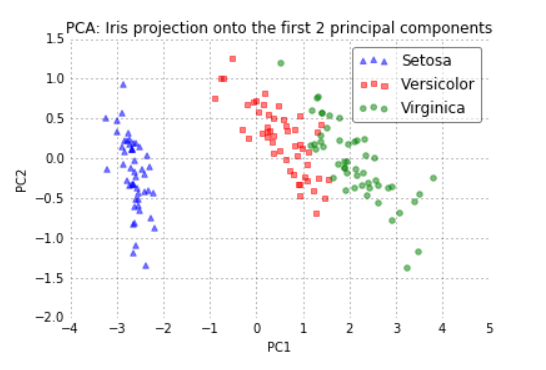 PCA: Iris projection onto the first 2 principal components
1.5
1.0
0.5
0.0
−0.5
−1.0
−1.5
−2.0
PC2
Setosa
Versicolor
Virginica
−4 −3 −2 −1 0 1 2 3 4 5
PC1